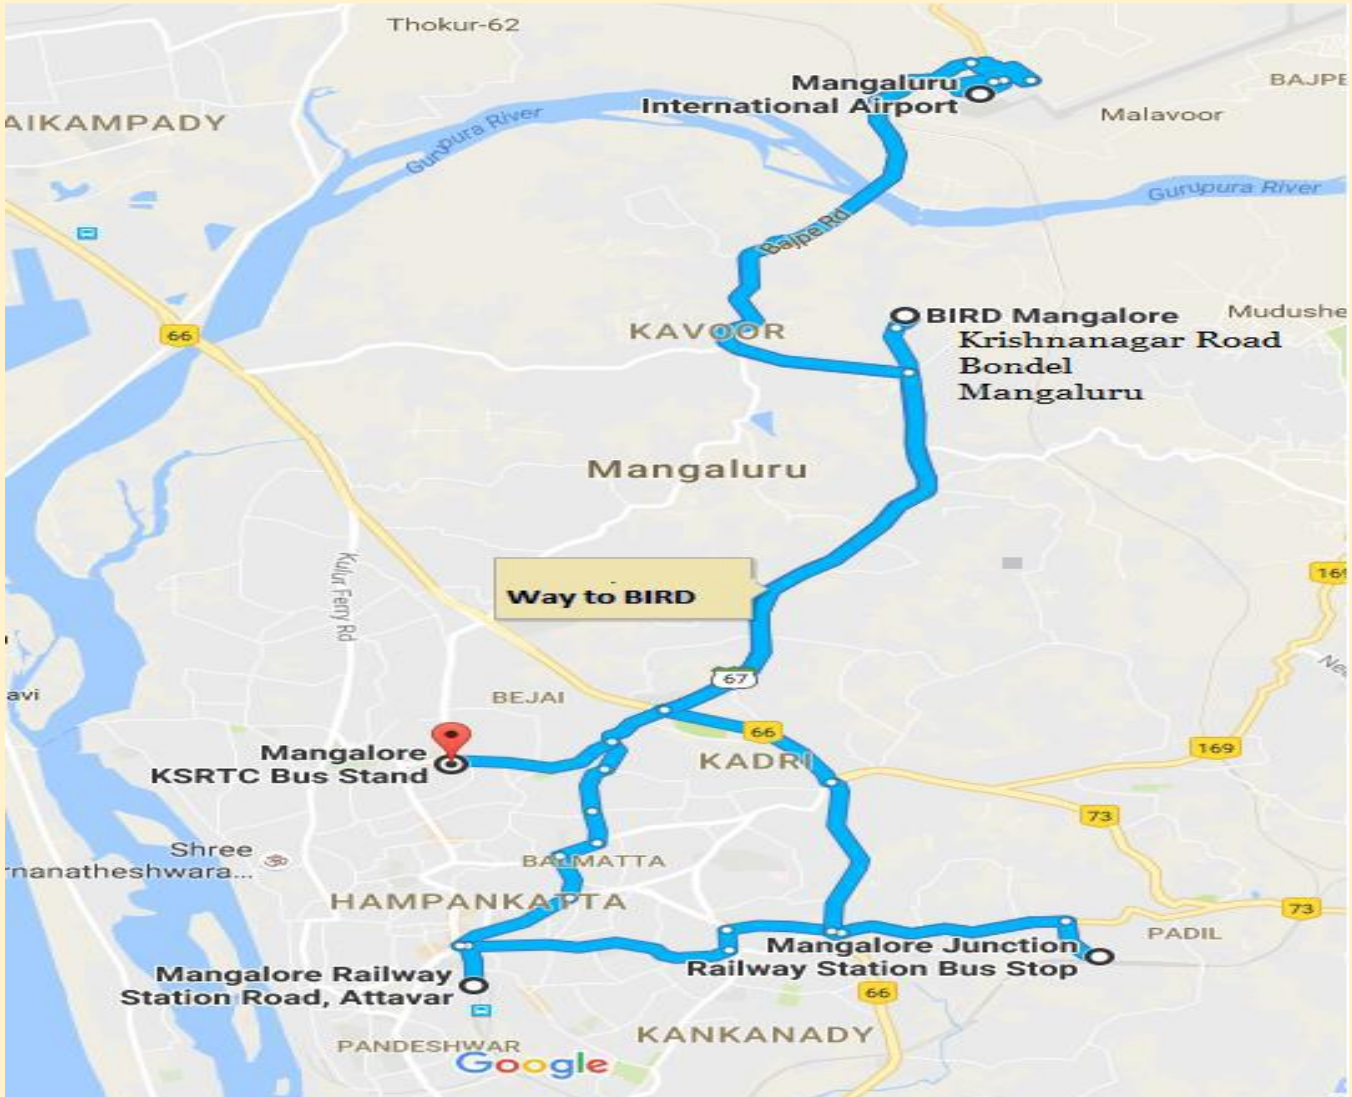 Thokur-62
Mangaluru
International Airport
BAJPE
Malavoor
AIKAMPADY
Gurupura River
Gurupura River
Bajpe Rd
66
BIRD Mangalore
Krishnanagar Road
Bondel
Mangaluru
Mudushe
KAVOOR
Mangaluru
Kulur Ferry Rd
Way to BIRD
169
67
avi
BEJAI
66
KADRI
169
Mangalore
KSRTC Bus Stand
73
Shree
rnanatheshwara...
BALMATTA
HAMPANKATTA
73
PADIL
Mangalore Junction
Railway Station Bus Stop
Mangalore Railway
Station Road, Attavar
66
KANKANADY
PANDESHWAR
Google